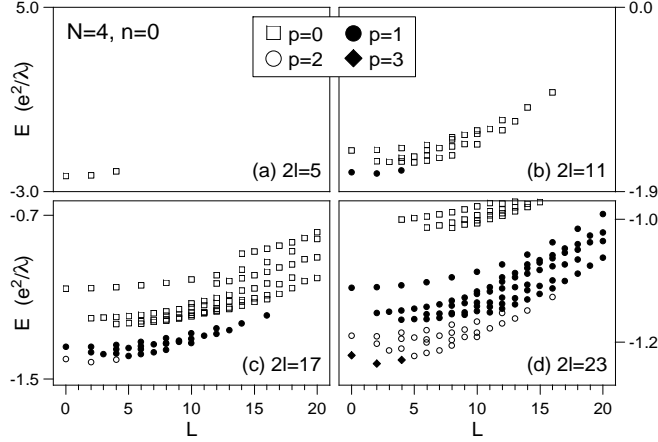 5.0
0.0
N=4, n=0
p=0
p=1
p=2
p=3
E (e²/λ)
(a) 2l=5
(b) 2l=11
-3.0
-1.9
-0.7
-1.0
E (e²/λ)
-1.2
(c) 2l=17
(d) 2l=23
-1.5
0 5 10 15 20
0 5 10 15 20
L
L